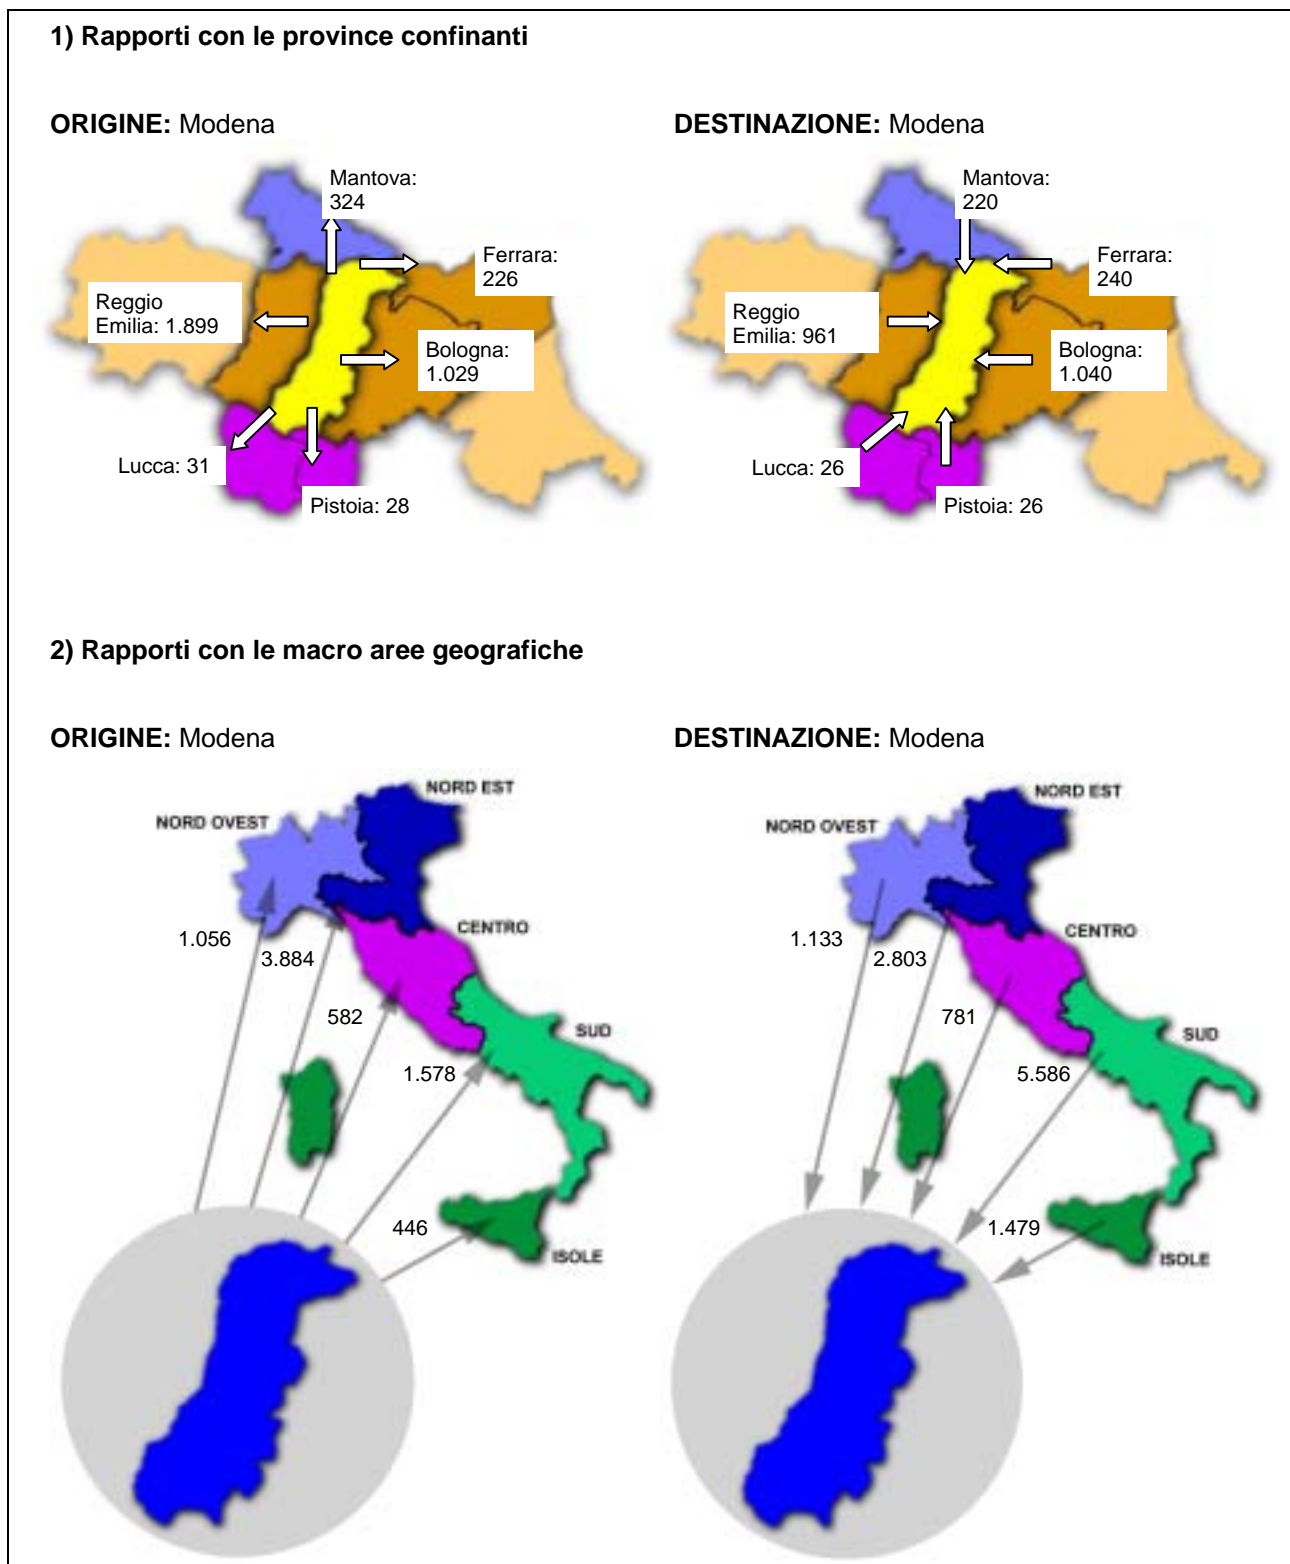 1) Rapporti con le province confinanti
ORIGINE: Modena
Mantova:
324
Ferrara:
226
Reggio
Emilia: 1.899
Bologna:
1.029
Lucca: 31
Pistoia: 28
DESTINAZIONE: Modena
Mantova:
220
Ferrara:
240
Reggio
Emilia: 961
Bologna:
1.040
Lucca: 26
Pistoia: 26
2) Rapporti con le macro aree geografiche
ORIGINE: Modena
NORD EST
NORD OVEST
CENTRO
1.056
3.884
582
SUD
1.578
446
ISOLE
DESTINAZIONE: Modena
NORD EST
NORD OVEST
CENTRO
1.133
2.803
781
SUD
5.586
1.479
ISOLE